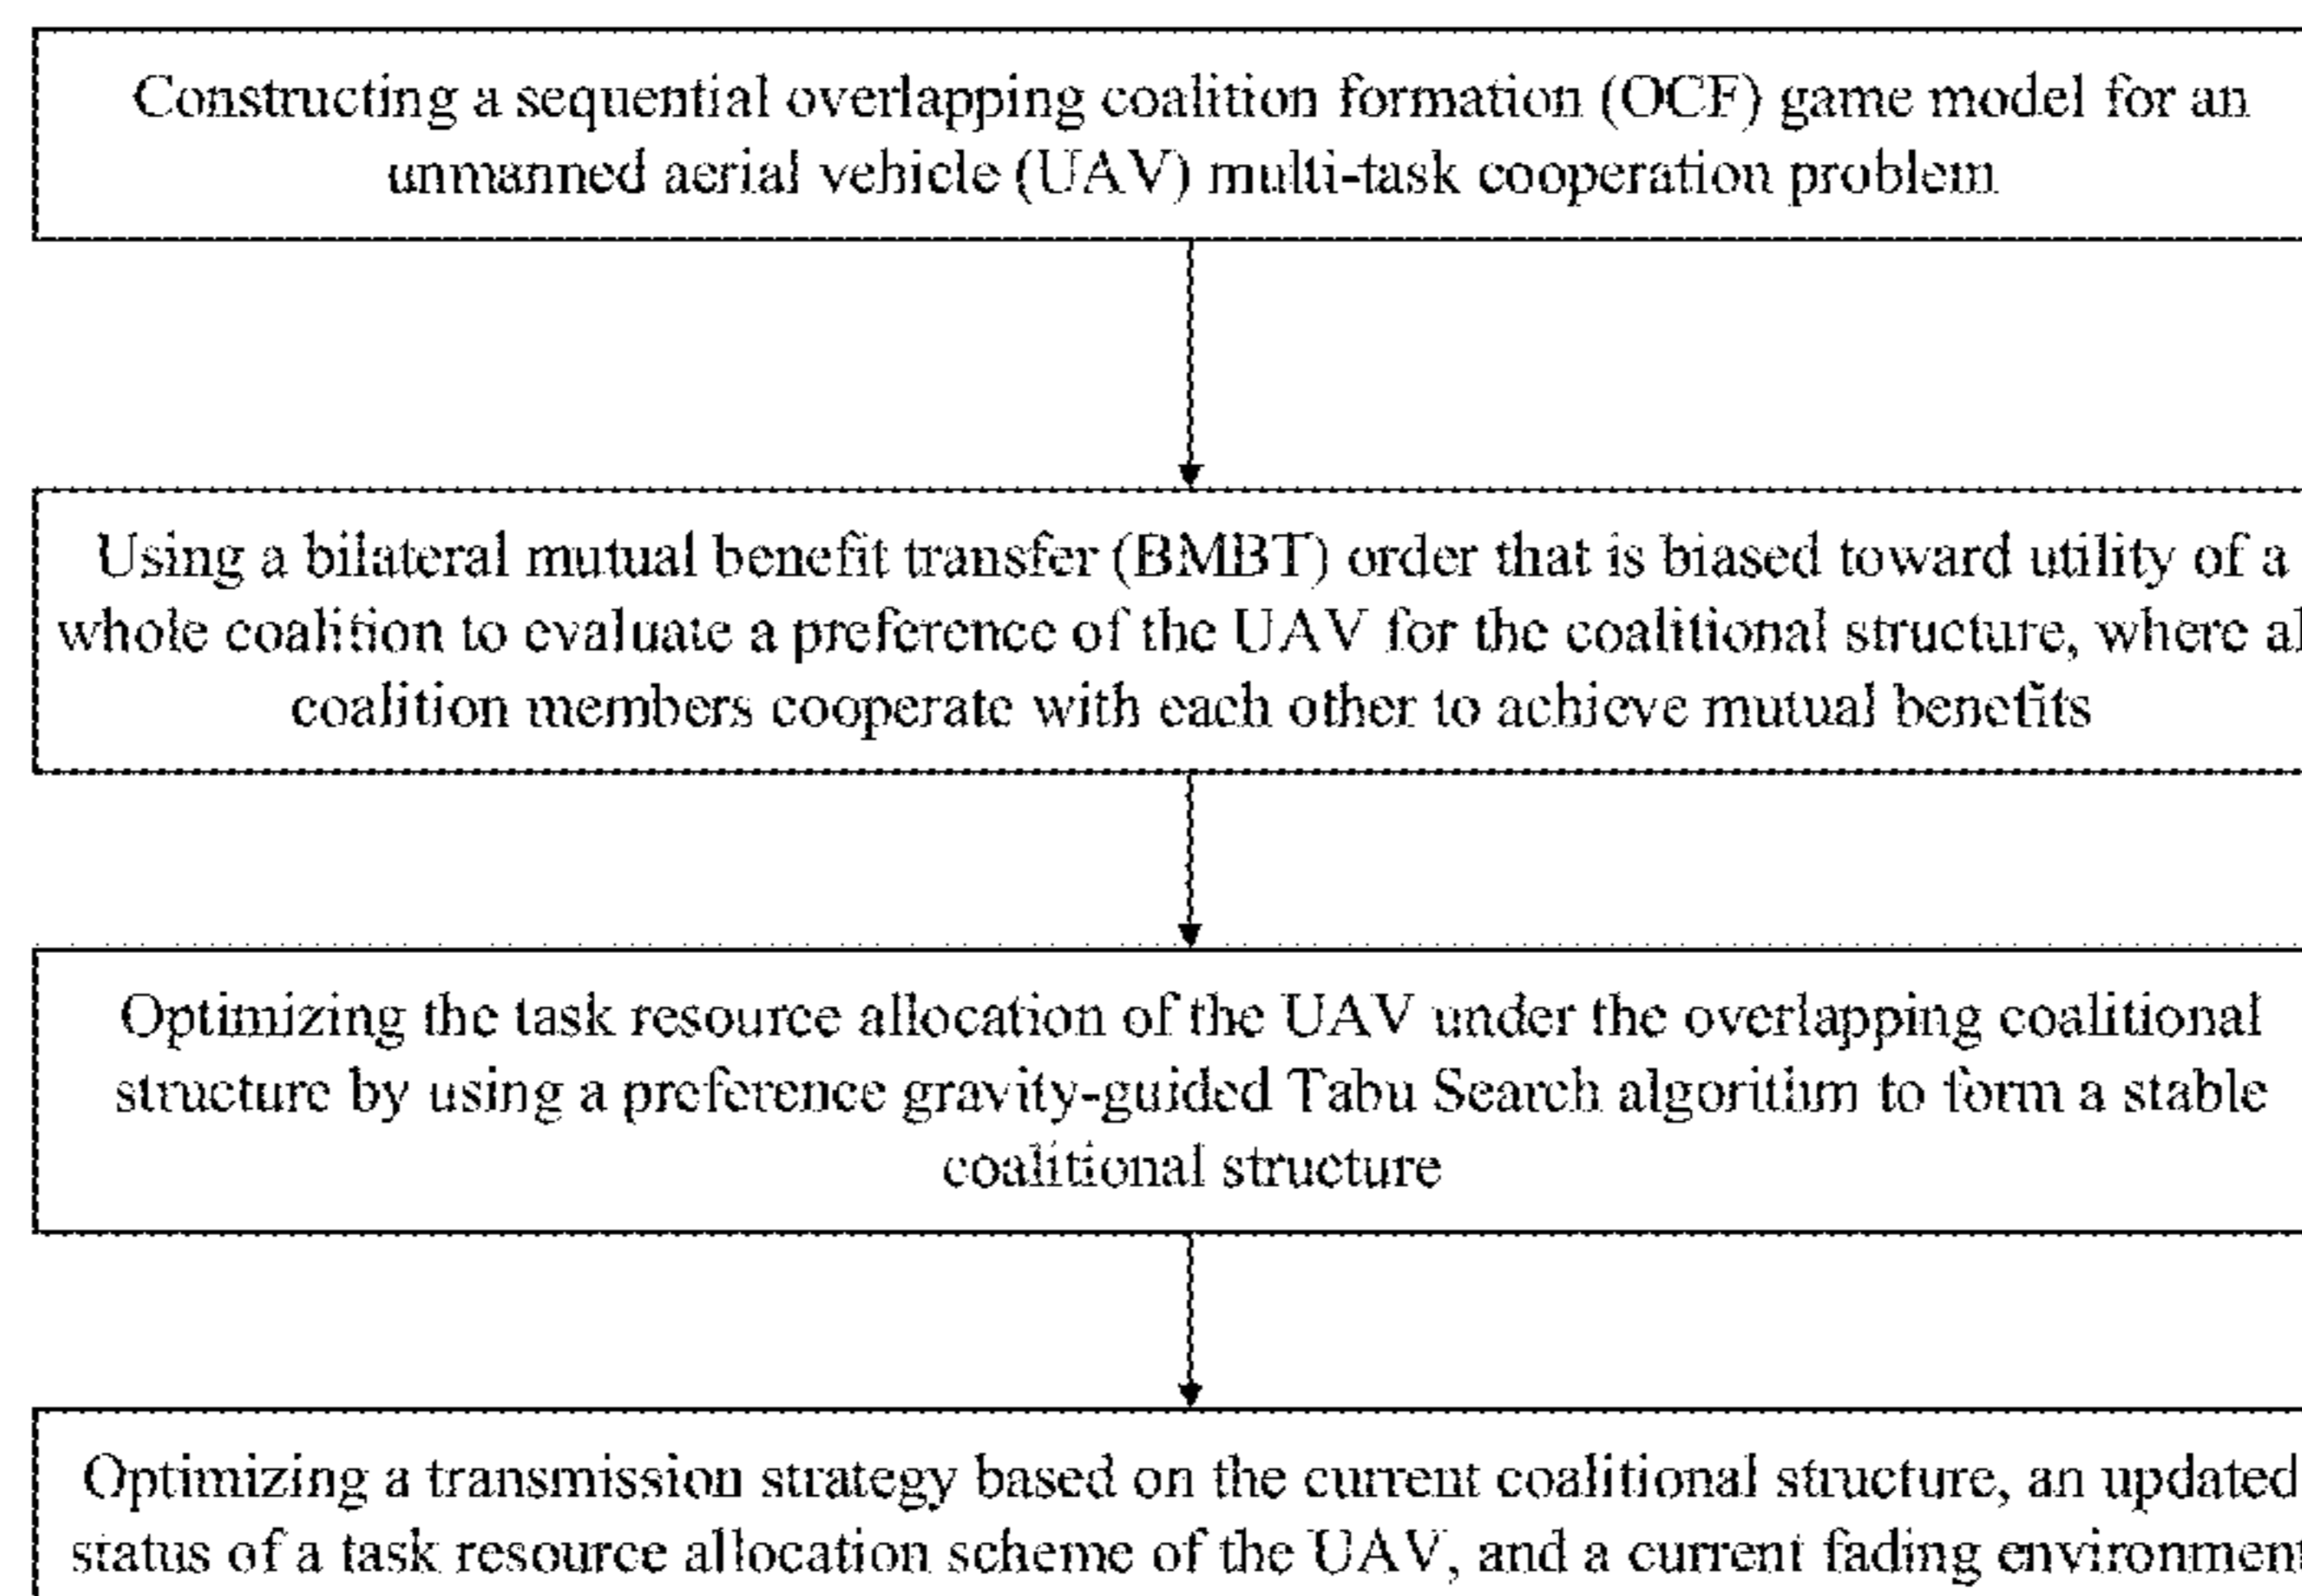 Constructing a sequential overlapping coalition formation (OCF) game model for an
unmanned aerial vehicle (UAV) multi-task cooperation problem
Using a bilateral mutual benefit transfer (BMBT) order that is biased toward utility of a
whole coalition to evaluate a preference of the UAV for the coalitional structure, where al
coalition members cooperate with each other to achieve mutual benefits
Optimizing the task resource allocation of the UAV under the overlapping coalitional
structure by using a preference gravity-guided Tabu Search algorithm to form a stable
coalitional structure
Optimizing a transmission strategy based on the current coalitional structure, an updated
status of a task resource allocation scheme of the UAV, and a current fading environment